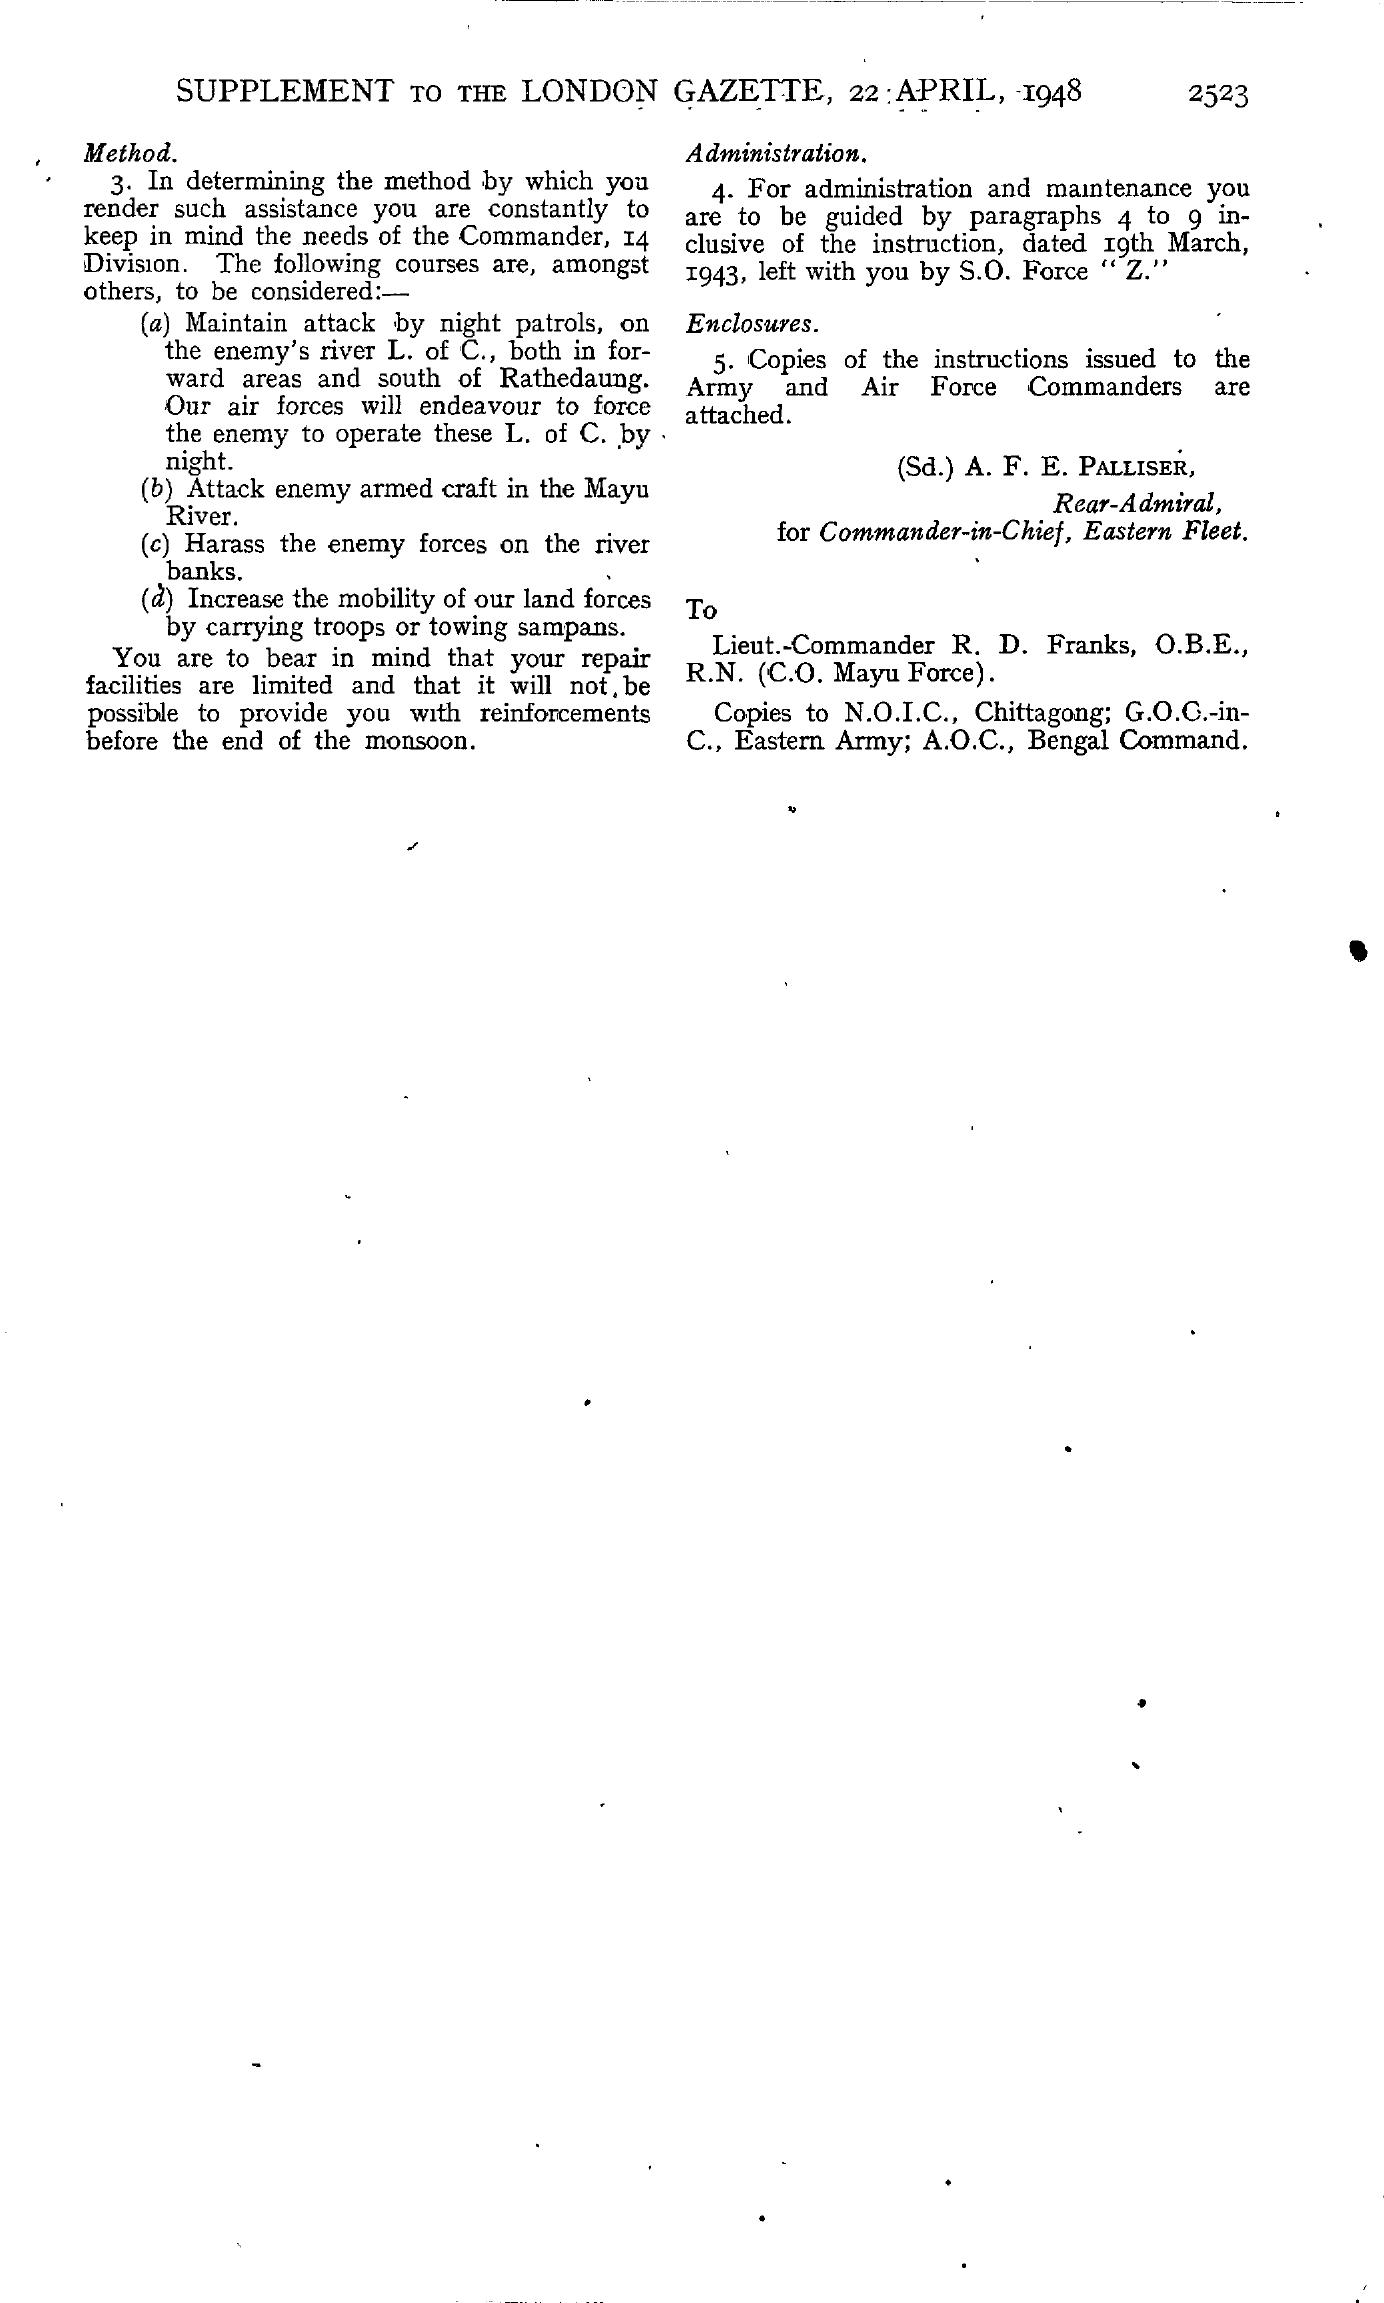 SUPPLEMENT TO THE LONDON GAZETTE, 22 APRIL, 1948 2523
Method.
3. In determining the method by which you
render such assistance you are constantly to
keep in mind the needs of the Commander, 14
Division. The following courses are, amongst
others, to be considered:—
(a) Maintain attack by night patrols, on
the enemy's river L. of C., both in for-
ward areas and south of Rathedaung.
Our air forces will endeavour to force
the enemy to operate these L. of C. by
night.
(b) Attack enemy armed craft in the Mayu
River.
(c) Harass the enemy forces on the river
banks.
(d) Increase the mobility of our land forces
by carrying troops or towing sampans.
You are to bear in mind that your repair
facilities are limited and that it will not be
possible to provide you with reinforcements
before the end of the monsoon.
Administration.
4. For administration and maintenance you
are to be guided by paragraphs 4 to 9 in-
clusive of the instruction, dated 19th March,
1943, left with you by S.O. Force " Z."
Enclosures.
5. Copies of the instructions issued to the
Army and Air Force Commanders are
attached.
(Sd.) A. F. E. PALLISER,
Rear-Admiral,
for Commander-in-Chief, Eastern Fleet.
To
Lieut.-Commander R. D. Franks, O.B.E.,
R.N. (C.O. Mayu Force).
Copies to N.O.I.C., Chittagong; G.O.C.-in-
C., Eastern Army; A.O.C., Bengal Command.